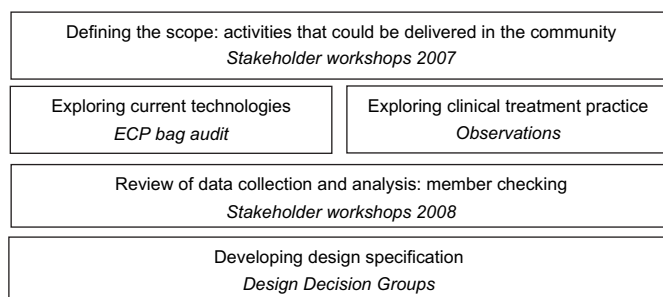 Defining the scope: activities that could be delivered in the community
Stakeholder workshops 2007
Exploring current technologies
ECP bag audit
Exploring clinical treatment practice
Observations
Review of data collection and analysis: member checking
Stakeholder workshops 2008
Developing design specification
Design Decision Groups